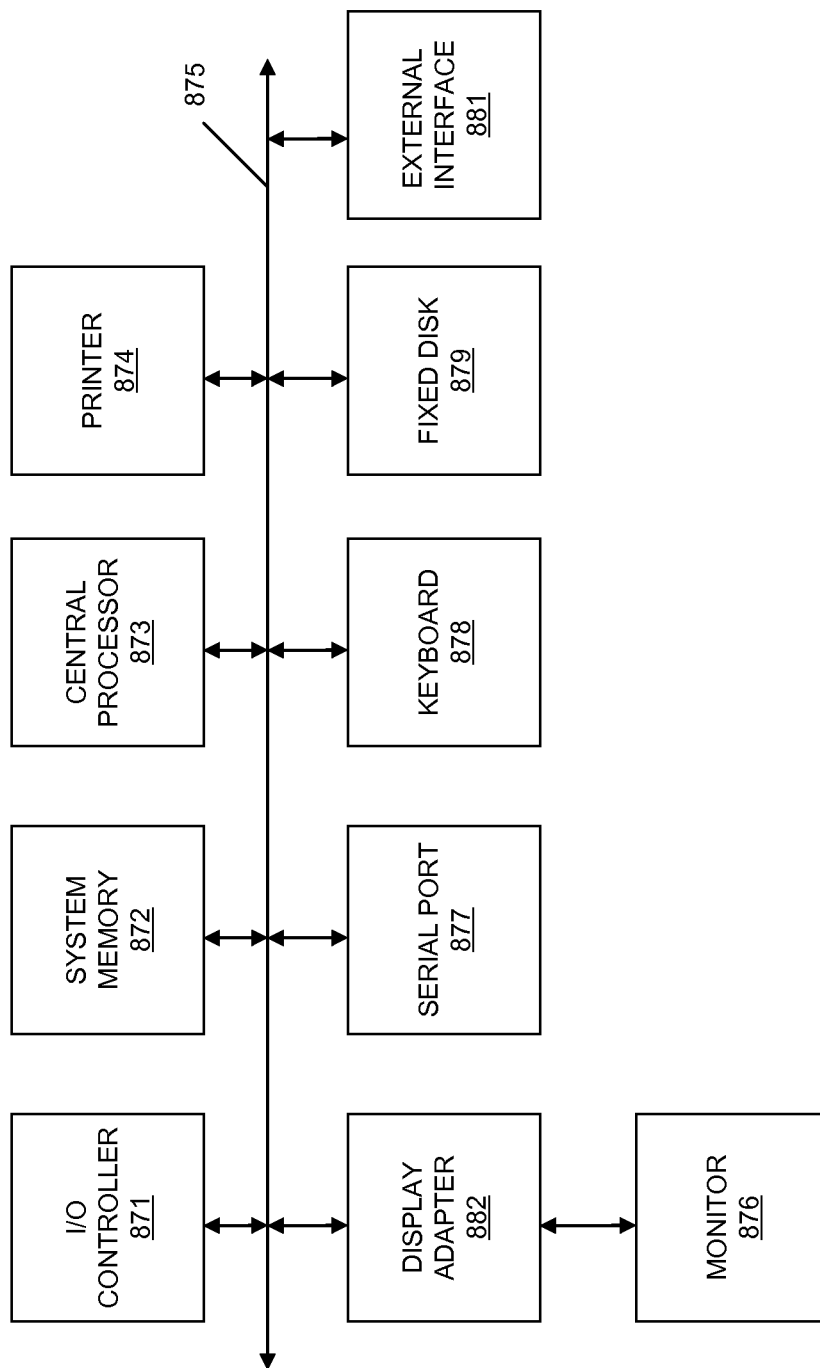 I/O
CONTROLLER
871
SYSTEM
MEMORY
872
CENTRAL
PROCESSOR
873
PRINTER
874
875
DISPLAY
ADAPTER
882
SERIAL PORT
877
KEYBOARD
878
FIXED DISK
879
EXTERNAL
INTERFACE
881
MONITOR
876